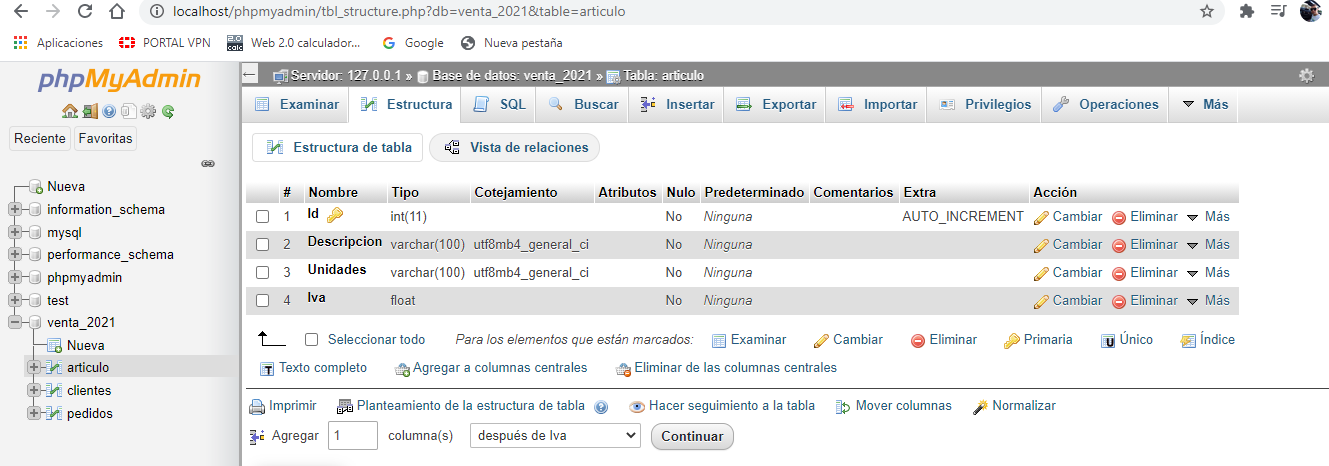 localhost/phpmyadmin/tbl_structure.php?db=venta_2021&table=articulo
Aplicaciones PORTAL VPN Web 2.0 calculador... Google Nueva pestaña
phpMyAdmin
Reciente Favoritas
Nueva
information_schema
mysql
performance_schema
phpmyadmin
test
venta_2021
Nueva
articulo
clientes
pedidos
Servidor: 127.0.0.1 » Base de datos: venta_2021 » Tabla: articulo
Examinar Estructura SQL Buscar Insertar Exportar Importar Privilegios Operaciones Más
Estructura de tabla Vista de relaciones
# Nombre Tipo Cotejamiento Atributos Nulo Predeterminado Comentarios Extra Acción
1 Id int(11) No Ninguna AUTO_INCREMENT Cambiar Eliminar Más
2 Descripcion varchar(100) utf8mb4_general_ci No Ninguna Cambiar Eliminar Más
3 Unidades varchar(100) utf8mb4_general_ci No Ninguna Cambiar Eliminar Más
4 Iva float No Ninguna Cambiar Eliminar Más
Seleccionar todo Para los elementos que están marcados: Examinar Cambiar Eliminar Primaria Único Índice
Texto completo Agregar a columnas centrales Eliminar de las columnas centrales
Imprimir Planteamiento de la estructura de tabla Hacer seguimiento a la tabla Mover columnas Normalizar
Agregar 1 columna(s) después de Iva Continuar